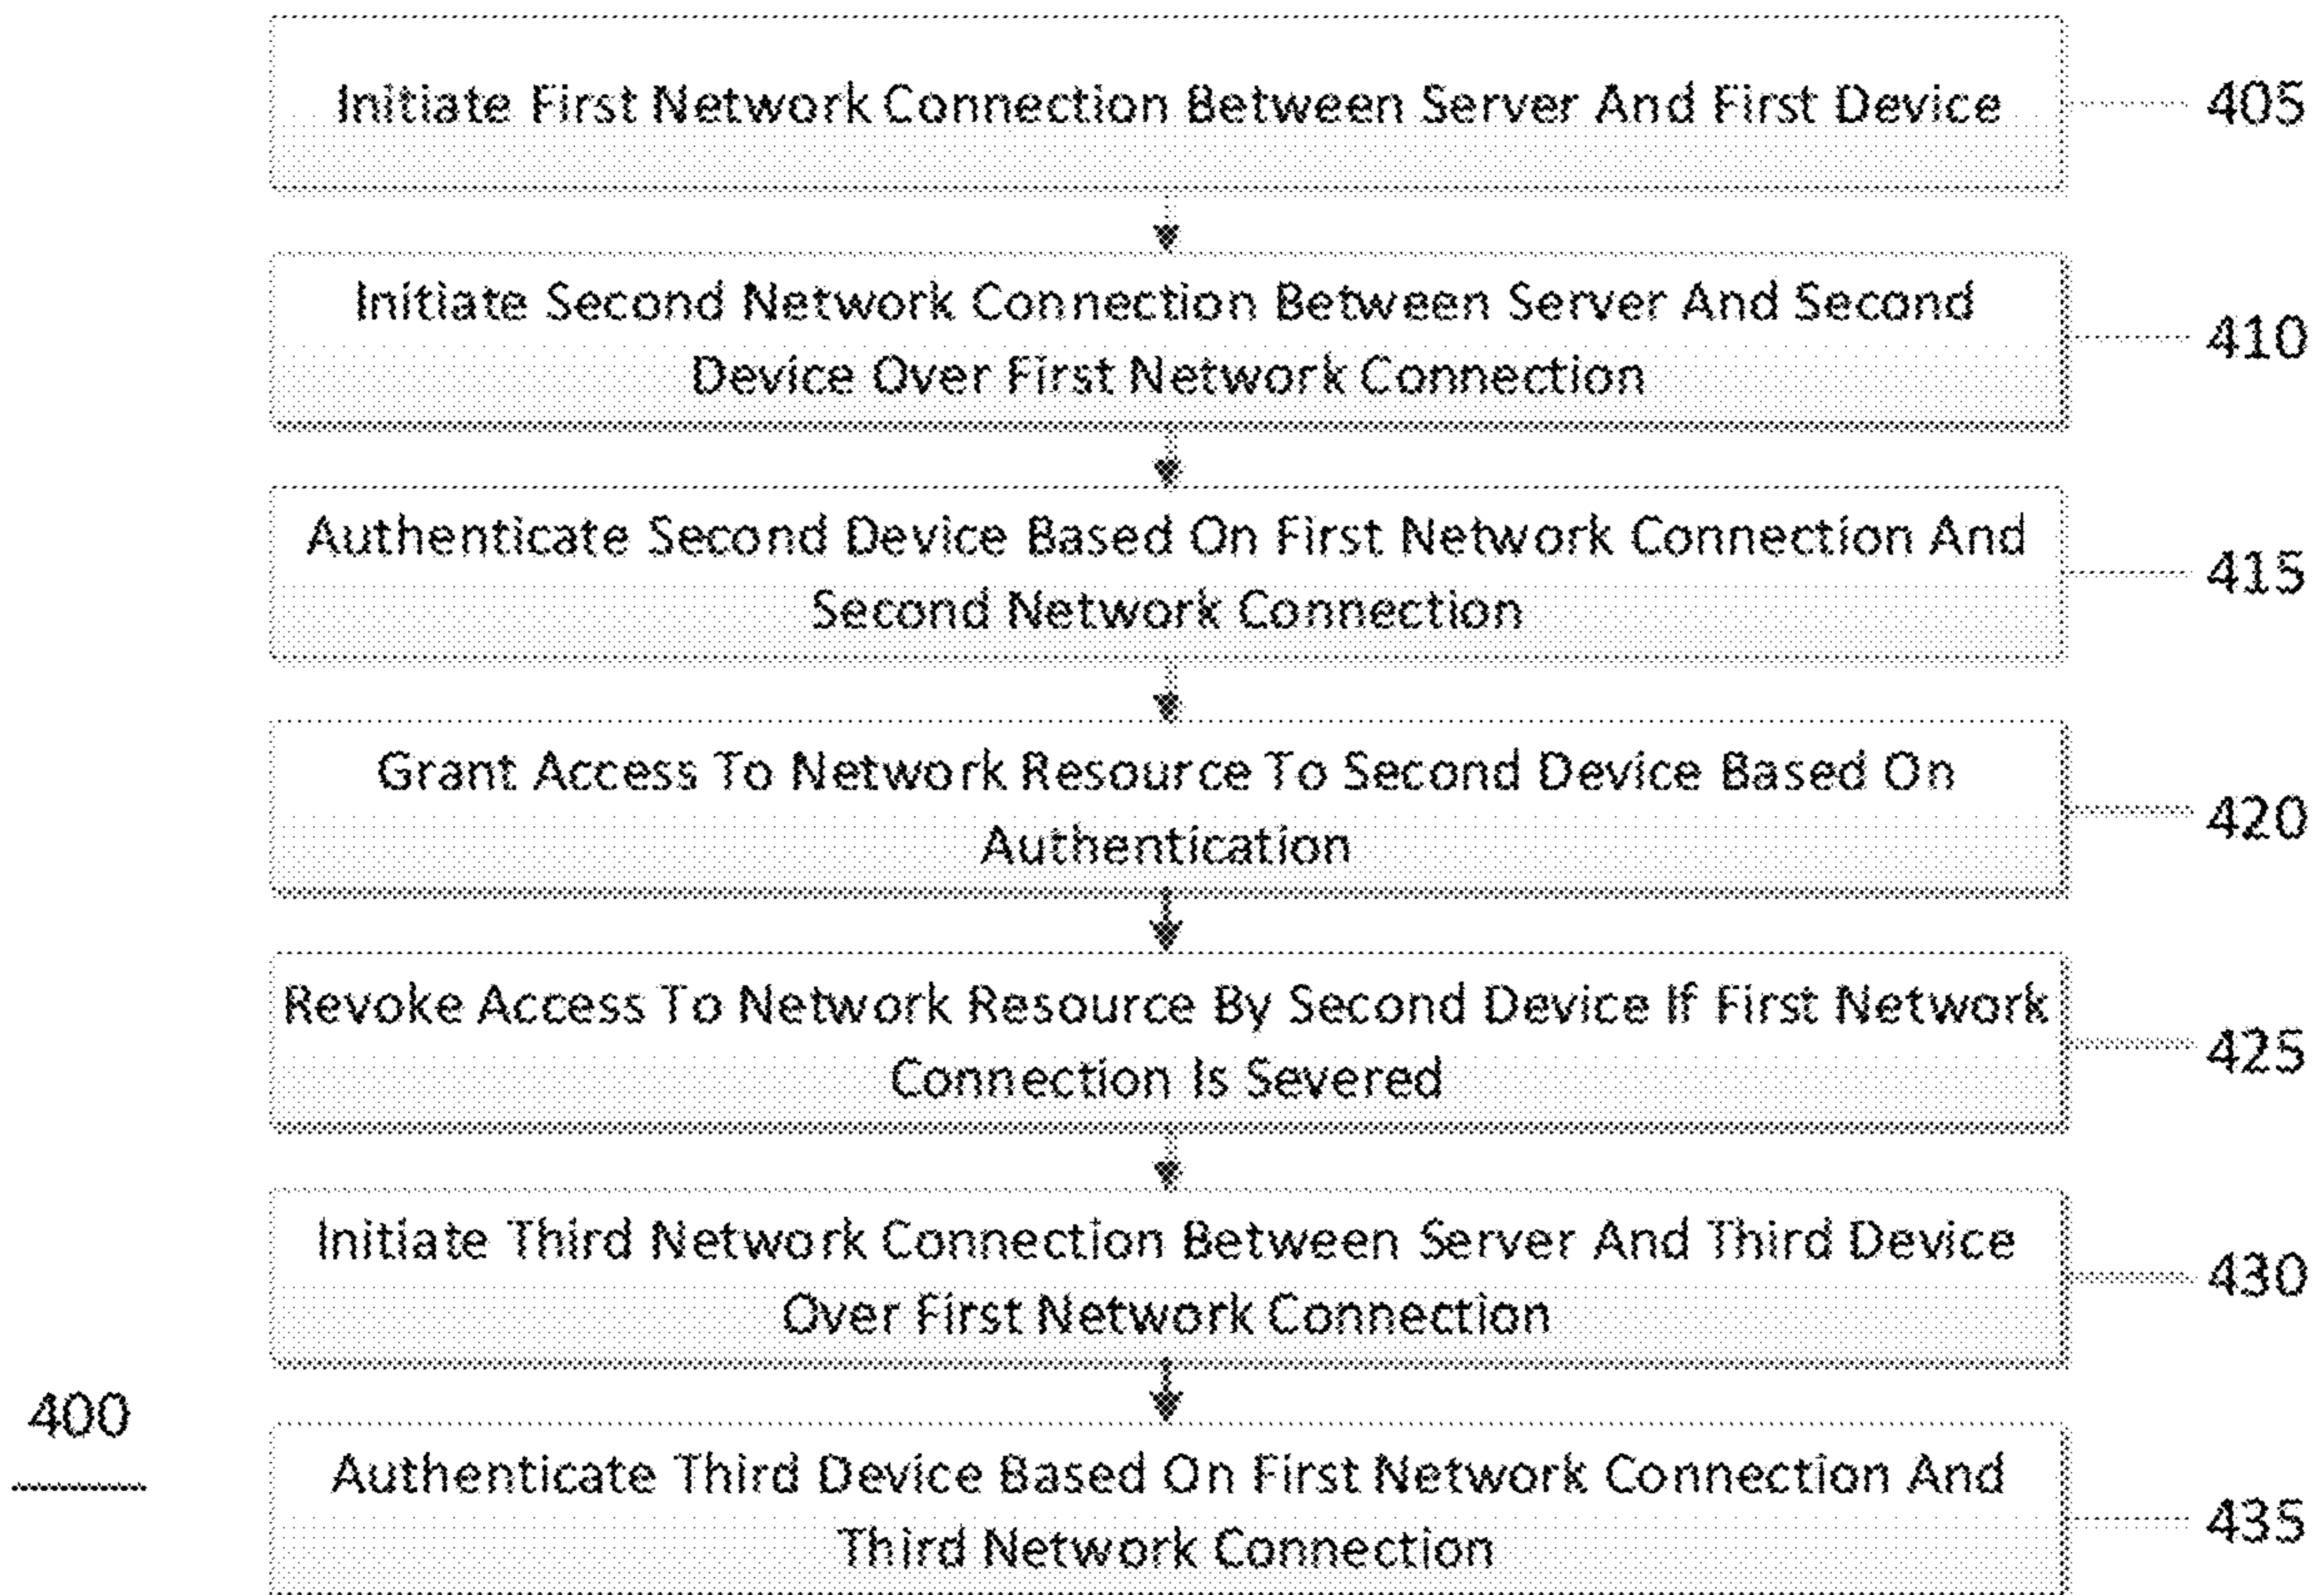 Initiate First Network Connection Between Server And First Device
405
Initiate Second Network Connection Between Server And Second
Device Over First Network Connection
410
Authenticate Second Device Based On First Network Connection And
Second Network Connection
415
Grant Access To Network Resource To Second Device Based On
Authentication
420
Revoke Access To Network Resource By Second Device If First Network
Connection Is Severed
425
Initiate Third Network Connection Between Server And Third Device
Over First Network Connection
430
400
Authenticate Third Device Based On First Network Connection And
Third Network Connection
435